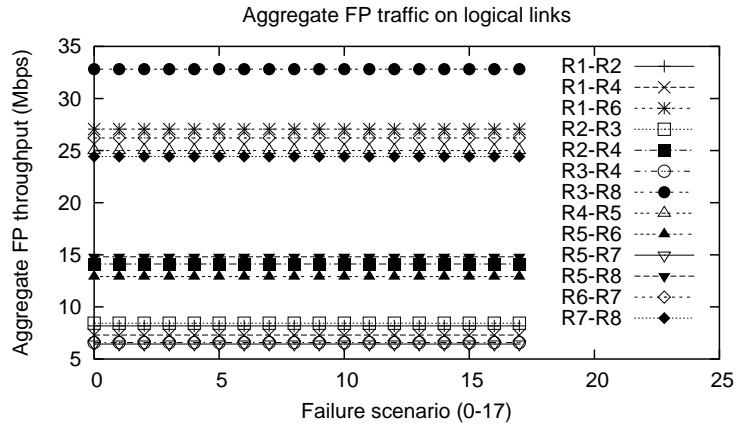 Aggregate FP traffic on logical links
Aggregate FP throughput (Mbps)
35
30
25
20
15
10
5
0
5
10
15
20
25
Failure scenario (0-17)
R1-R2
R1-R4
R1-R6
R2-R3
R2-R4
R3-R4
R3-R8
R4-R5
R5-R6
R5-R7
R5-R8
R6-R7
R7-R8